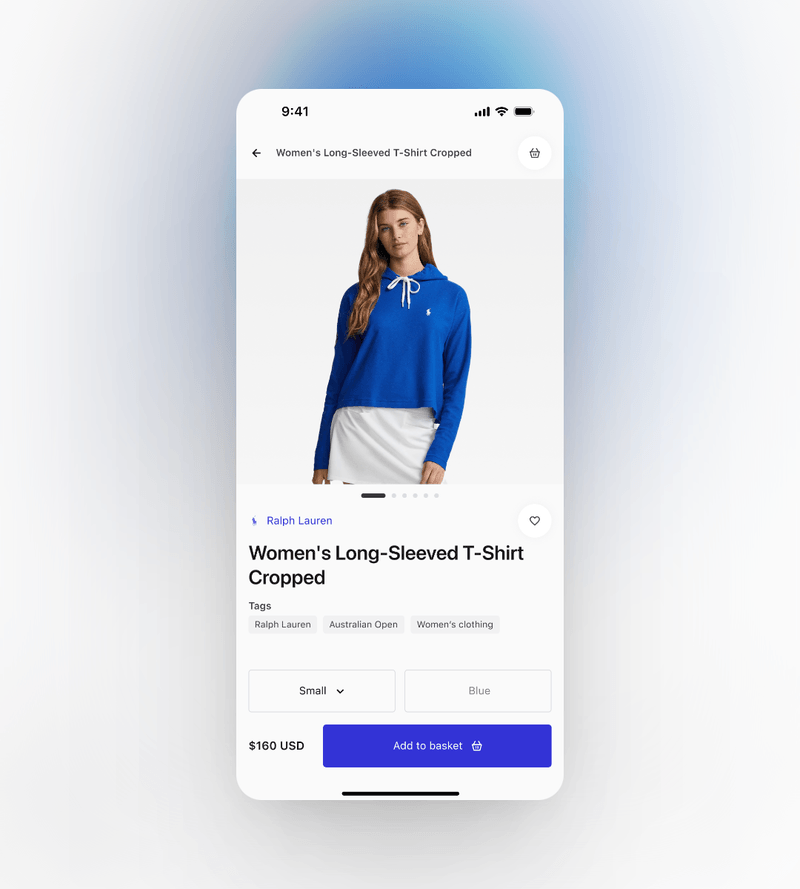 9:41
Women's Long-Sleeved T-Shirt Cropped
Ralph Lauren
Women's Long-Sleeved T-Shirt
Cropped
Tags
Ralph Lauren Australian Open Women's clothing
Small Blue
$160 USD Add to basket